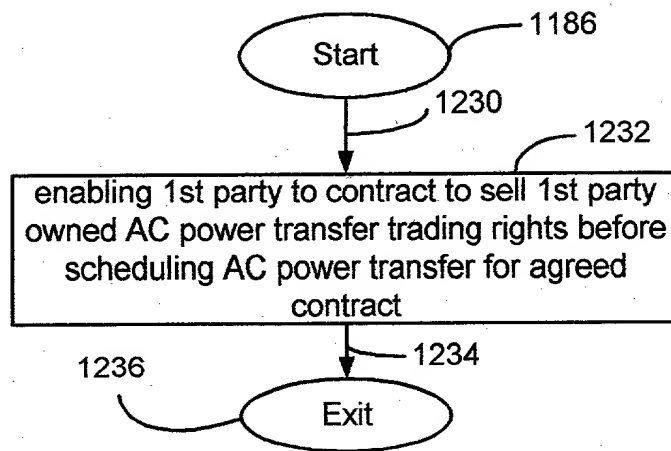 Start
1186
1230
1232
enabling 1st party to contract to sell 1st party
owned AC power transfer trading rights before
scheduling AC power transfer for agreed
contract
1234
1236
Exit